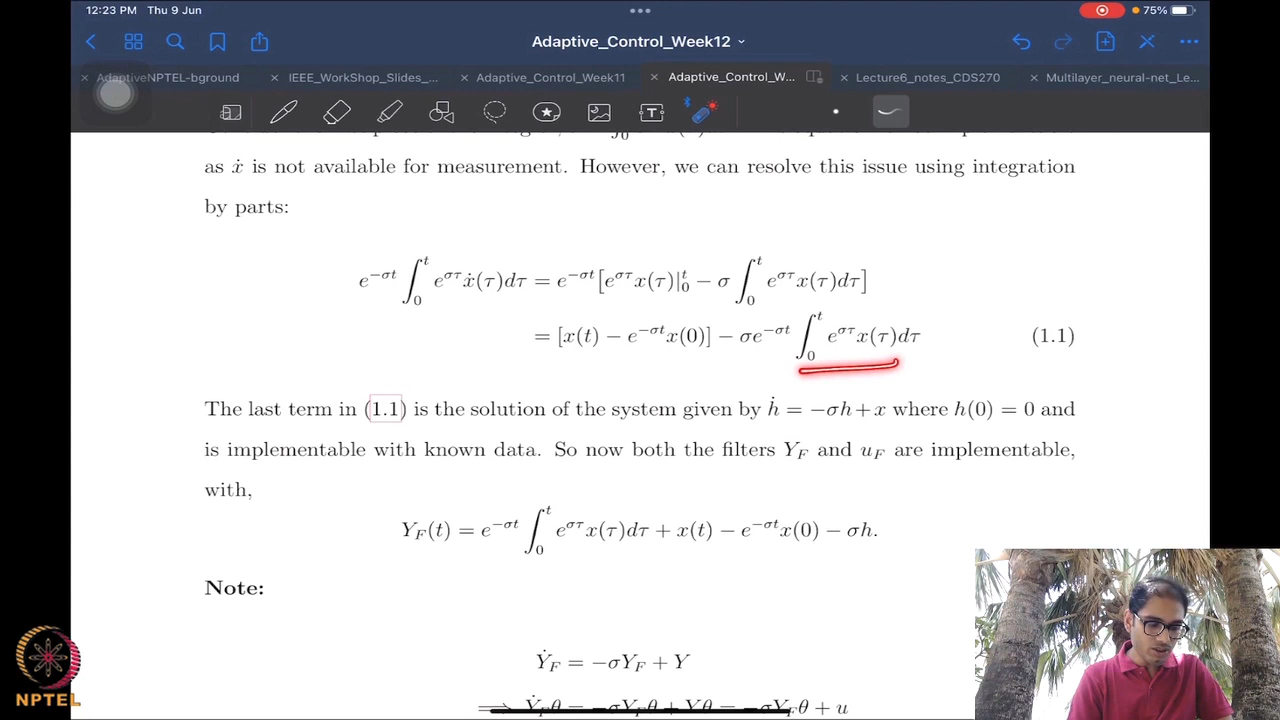 12:23 PM Thu 9 Jun
75%
Adaptive_Control_Week12
AdaptiveNPTEL-bground
IEEE_WorkShop_Slides_...
Adaptive_Control_Week11
Adaptive_Control_W...
Lecture6_notes_CDS270
Multilayer_neural-net_Le...
as ẋ is not available for measurement. However, we can resolve this issue using integration
by parts:
e^{-σt} ∫_0^t e^{στ} ẋ(τ)dτ = e^{-σt}[e^{στ} x(τ)|_0^t − σ ∫_0^t e^{στ} x(τ)dτ]
= [x(t) − e^{-σt} x(0)] − σe^{-σt} ∫_0^t e^{στ} x(τ)dτ (1.1)
The last term in (1.1) is the solution of the system given by ḣ = −σh + x where h(0) = 0 and
is implementable with known data. So now both the filters Y_F and u_F are implementable,
with,
Y_F(t) = e^{-σt} ∫_0^t e^{στ} x(τ)dτ + x(t) − e^{-σt} x(0) − σh.
Note:
Ẏ_F = −σY_F + Y
⟹ Ẏ_F θ = −σY_F θ + Yθ = −σY_F θ + u
NPTEL